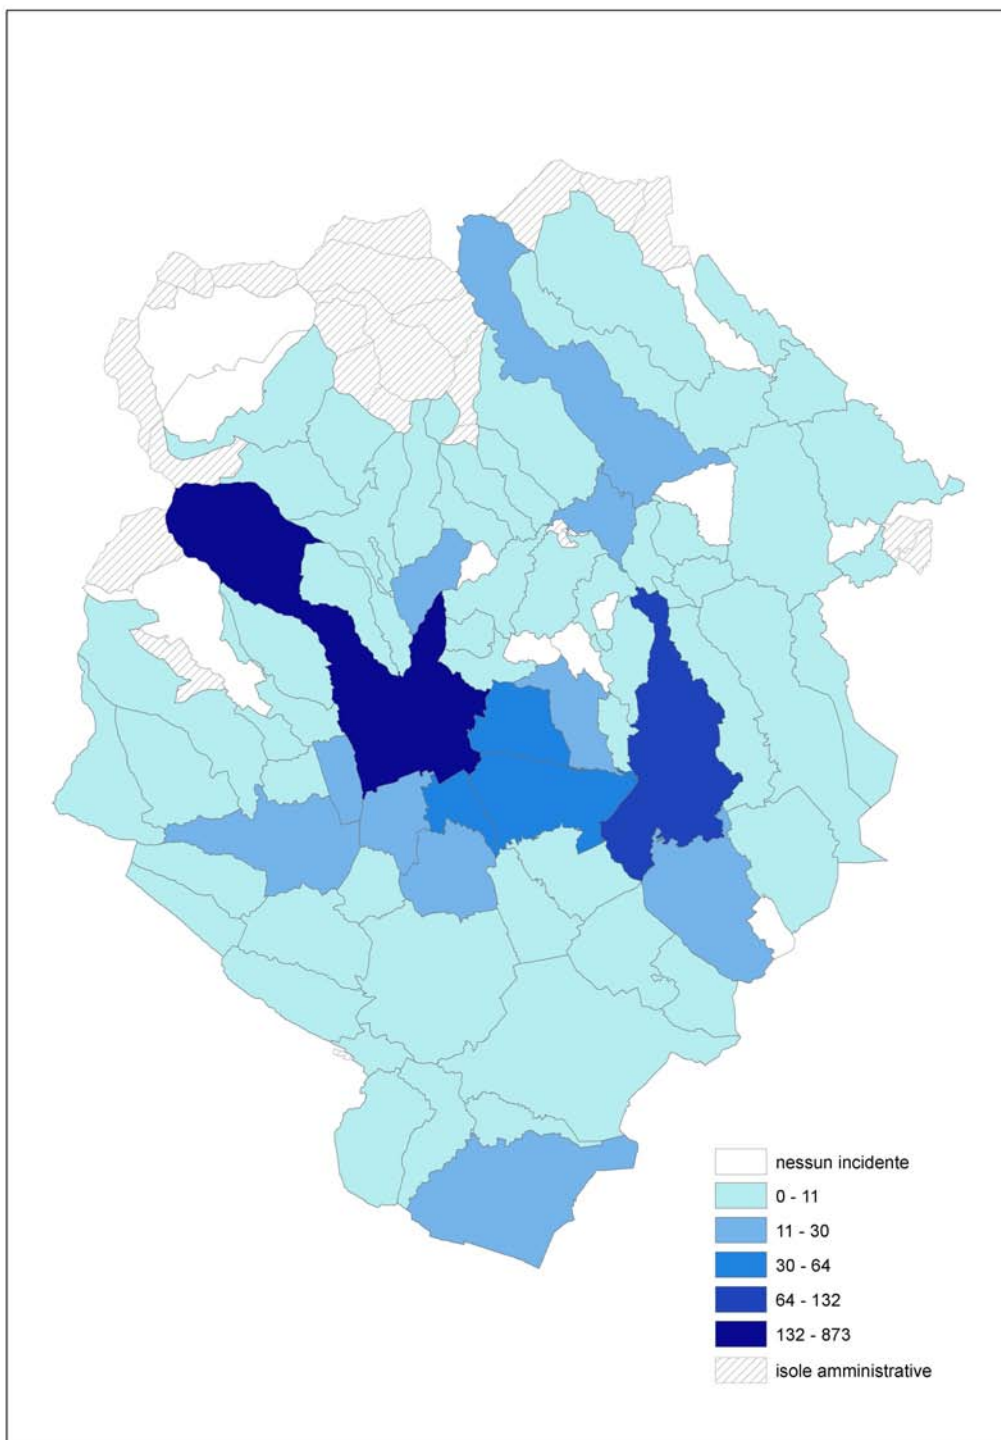 nessun incidente
0 - 11
11 - 30
30 - 64
64 - 132
132 - 873
isole amministrative